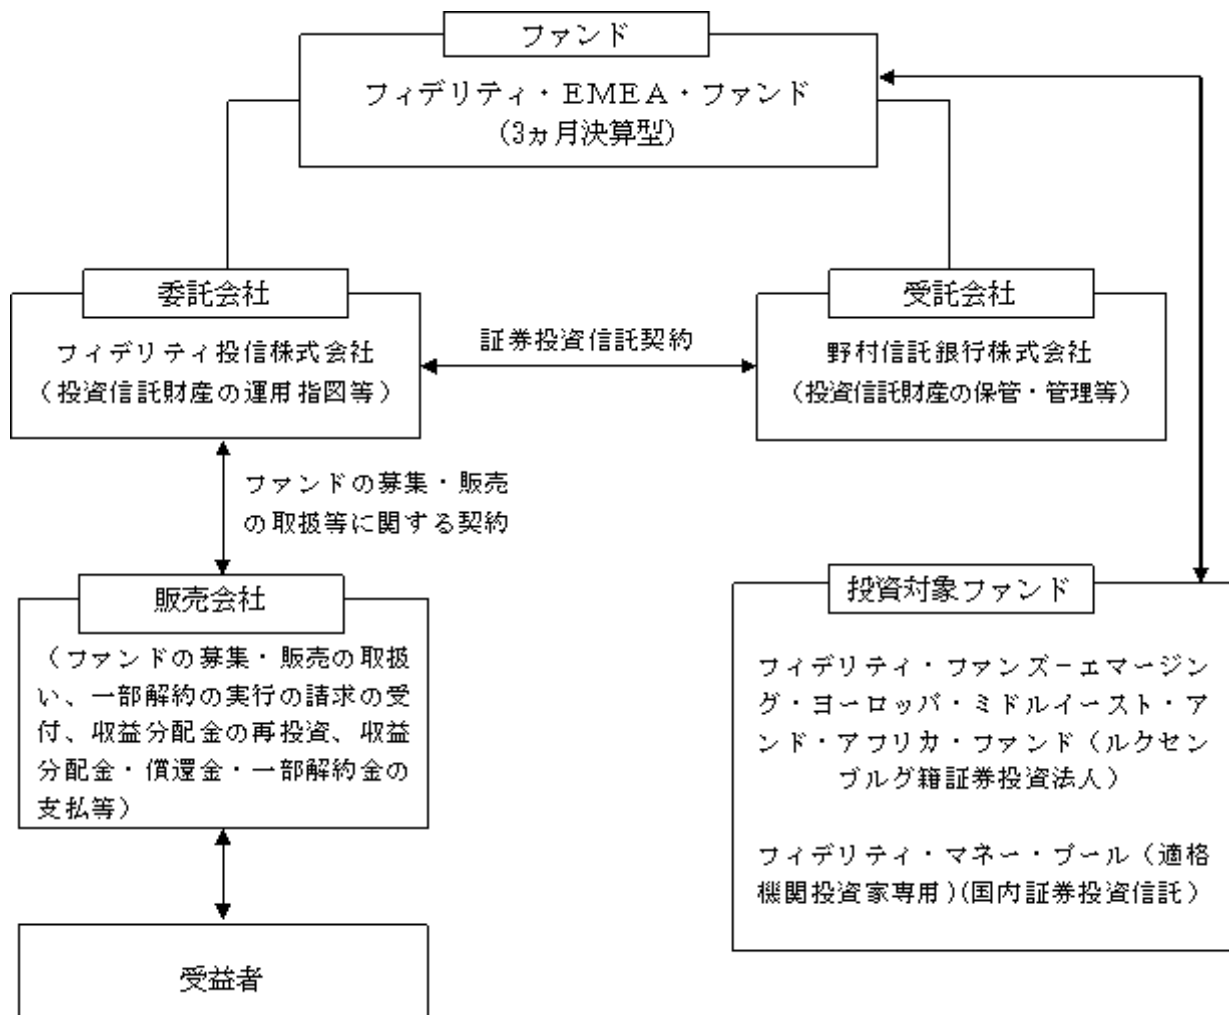 ファンド
フィデリティ・ＥＭＥＡ・ファンド
（3ヵ月決算型）
委託会社
フィデリティ投信株式会社
（投資信託財産の運用指図等）
証券投資信託契約
受託会社
野村信託銀行株式会社
（投資信託財産の保管・管理等）
ファンドの募集・販売
の取扱等に関する契約
販売会社
（ファンドの募集・販売の取扱
い、一部解約の実行の請求の受
付、収益分配金の再投資、収益
分配金・償還金・一部解約金の
支払等）
投資対象ファンド
フィデリティ・ファンズ－エマージン
グ・ヨーロッパ・ミドルイースト・ア
ンド・アフリカ・ファンド（ルクセン
ブルグ籍証券投資法人）
フィデリティ・マネー・プール（適格
機関投資家専用）(国内証券投資信託）
受益者